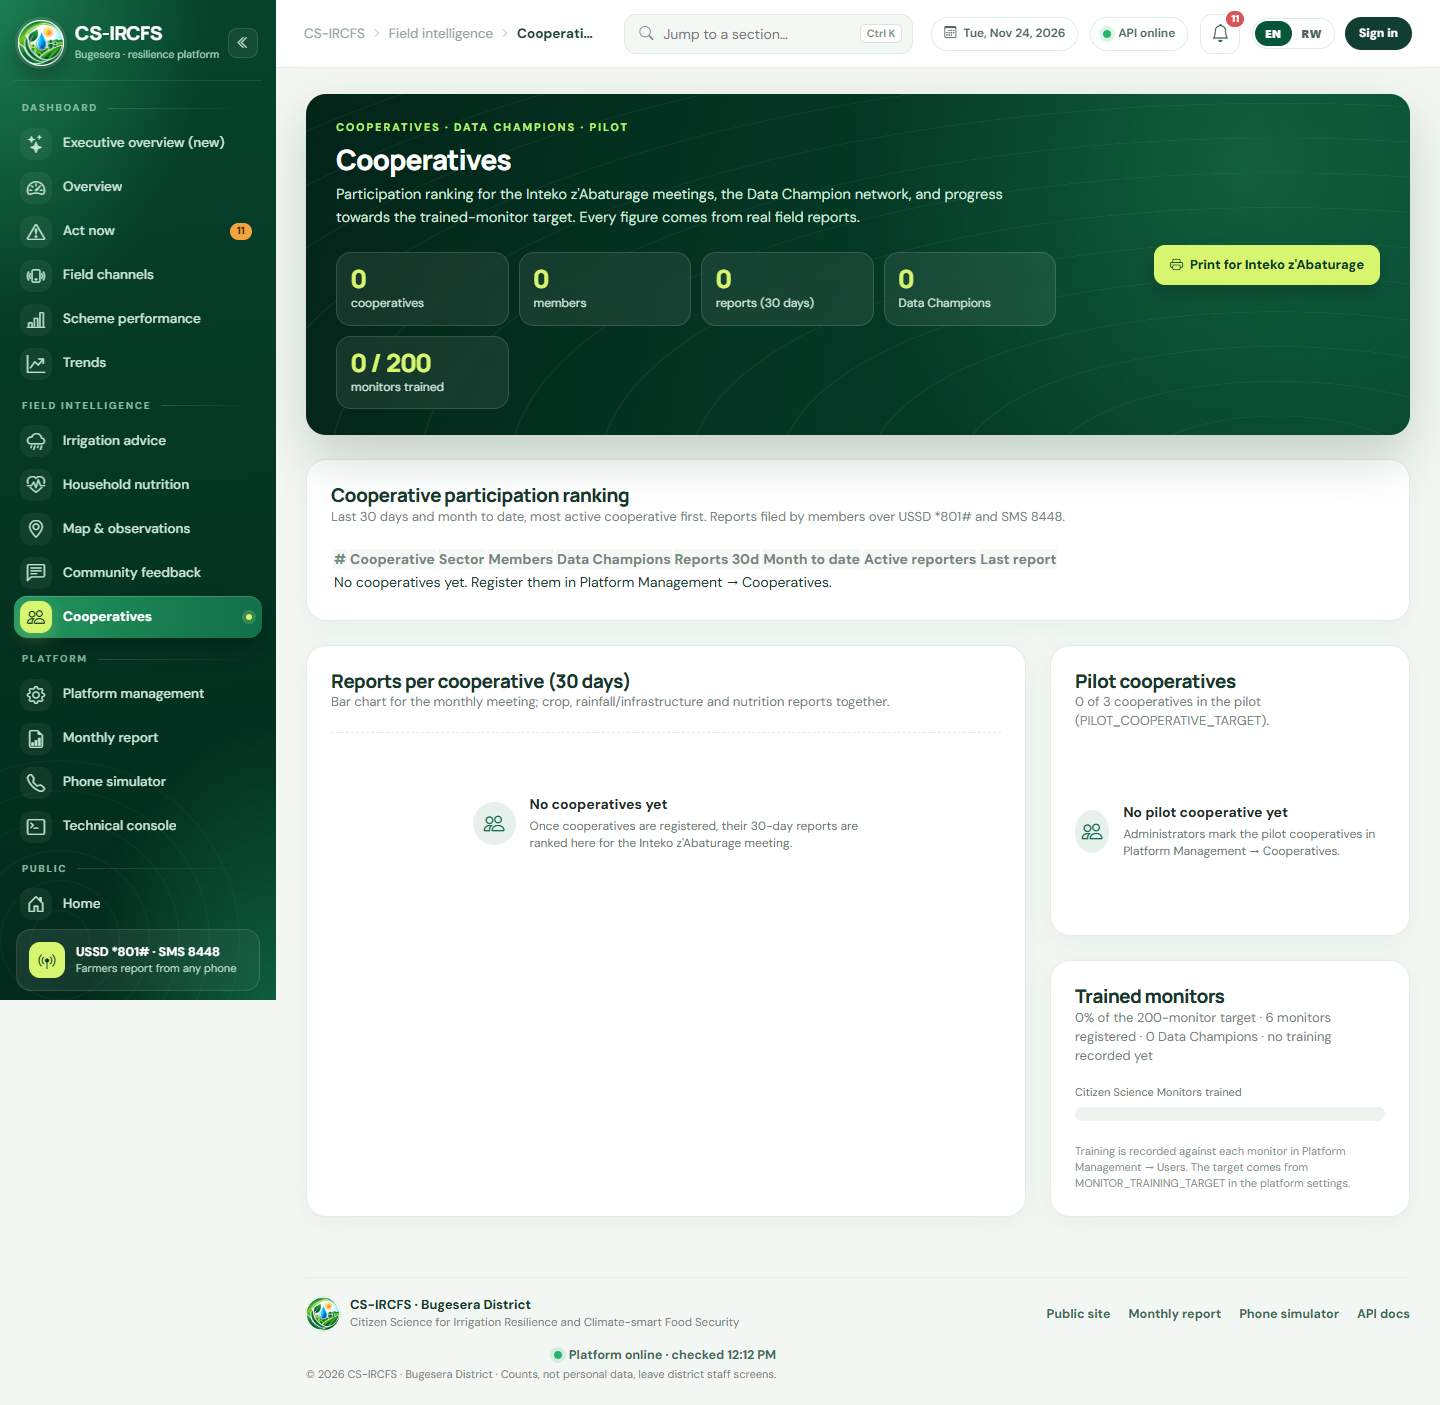 CS-IRCFS
Bugesera · resilience platform
DASHBOARD
Executive overview (new)
Overview
Act now
11
Field channels
Scheme performance
Trends
FIELD INTELLIGENCE
Irrigation advice
Household nutrition
Map & observations
Community feedback
Cooperatives
PLATFORM
Platform management
Monthly report
Phone simulator
Technical console
PUBLIC
Home
USSD *801# · SMS 8448
Farmers report from any phone
CS-IRCFS > Field intelligence > Cooperati...
Jump to a section...
Ctrl K
Tue, Nov 24, 2026
API online
11
EN RW
Sign in
COOPERATIVES · DATA CHAMPIONS · PILOT
Cooperatives
Participation ranking for the Inteko z'Abaturage meetings, the Data Champion network, and progress
towards the trained-monitor target. Every figure comes from real field reports.
0
cooperatives
0
members
0
reports (30 days)
0
Data Champions
0 / 200
monitors trained
Print for Inteko z'Abaturage
Cooperative participation ranking
Last 30 days and month to date, most active cooperative first. Reports filed by members over USSD *801# and SMS 8448.
# Cooperative Sector Members Data Champions Reports 30d Month to date Active reporters Last report
No cooperatives yet. Register them in Platform Management → Cooperatives.
Reports per cooperative (30 days)
Bar chart for the monthly meeting; crop, rainfall/infrastructure and nutrition reports together.
No cooperatives yet
Once cooperatives are registered, their 30-day reports are
ranked here for the Inteko z'Abaturage meeting.
Pilot cooperatives
0 of 3 cooperatives in the pilot
(PILOT_COOPERATIVE_TARGET).
No pilot cooperative yet
Administrators mark the pilot cooperatives in
Platform Management → Cooperatives.
Trained monitors
0% of the 200-monitor target · 6 monitors
registered · 0 Data Champions · no training
recorded yet
Citizen Science Monitors trained
Training is recorded against each monitor in Platform
Management → Users. The target comes from
MONITOR_TRAINING_TARGET in the platform settings.
CS-IRCFS · Bugesera District
Citizen Science for Irrigation Resilience and Climate-smart Food Security
Public site
Monthly report
Phone simulator
API docs
Platform online · checked 12:12 PM
© 2026 CS-IRCFS · Bugesera District · Counts, not personal data, leave district staff screens.